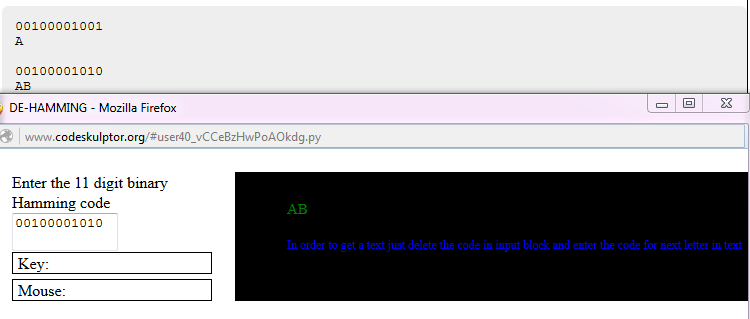 00100001001
A
00100001010
AB
DE-HAMMING - Mozilla Firefox
www.codeskulptor.org/#user40_vCCeBzHwPoAOkdg.py
Enter the 11 digit binary
Hamming code
00100001010
Key:
Mouse:
AB
In order to get a text just delete the code in input block and enter the code for next letter in text